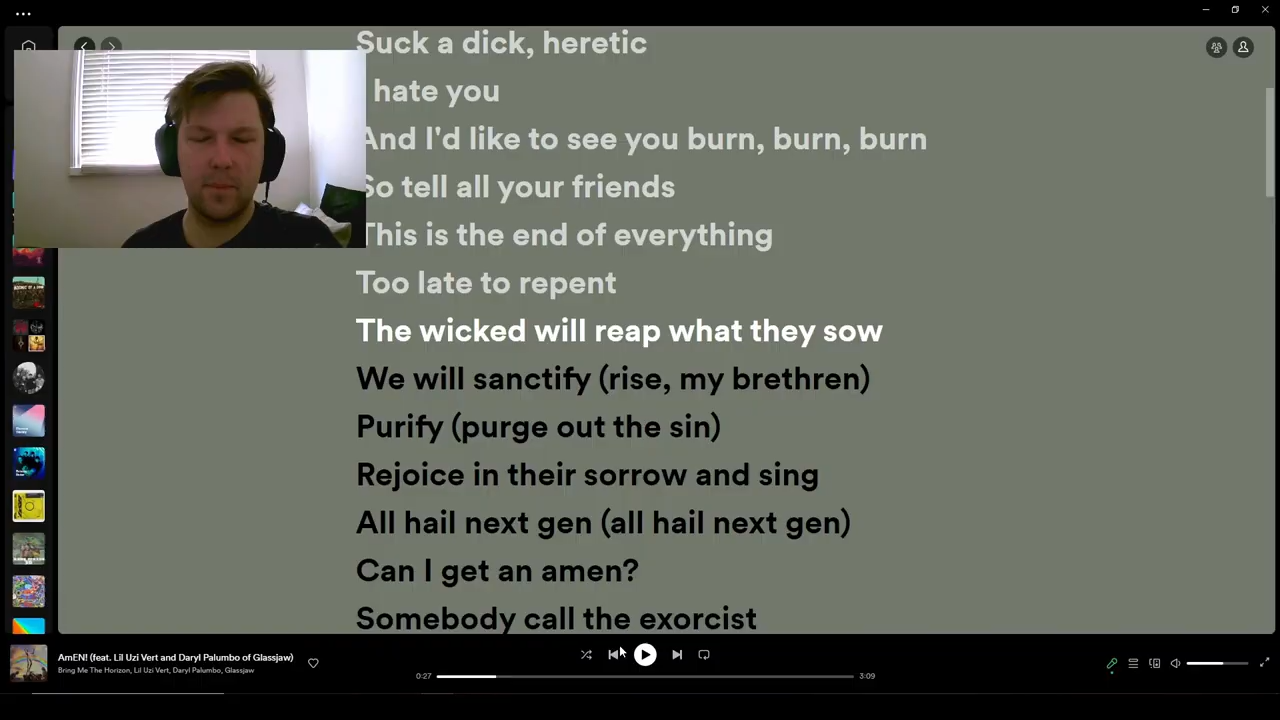 Suck a dick, heretic
hate you
And I'd like to see you burn, burn, burn
So tell all your friends
This is the end of everything
Too late to repent
The wicked will reap what they sow
We will sanctify (rise, my brethren)
Purify (purge out the sin)
Rejoice in their sorrow and sing
All hail next gen (all hail next gen)
Can I get an amen?
Somebody call the exorcist
AmEN! (feat. Lil Uzi Vert and Daryl Palumbo of Glassjaw)
Bring Me The Horizon, Lil Uzi Vert, Daryl Palumbo, Glassjaw
0:27
3:09